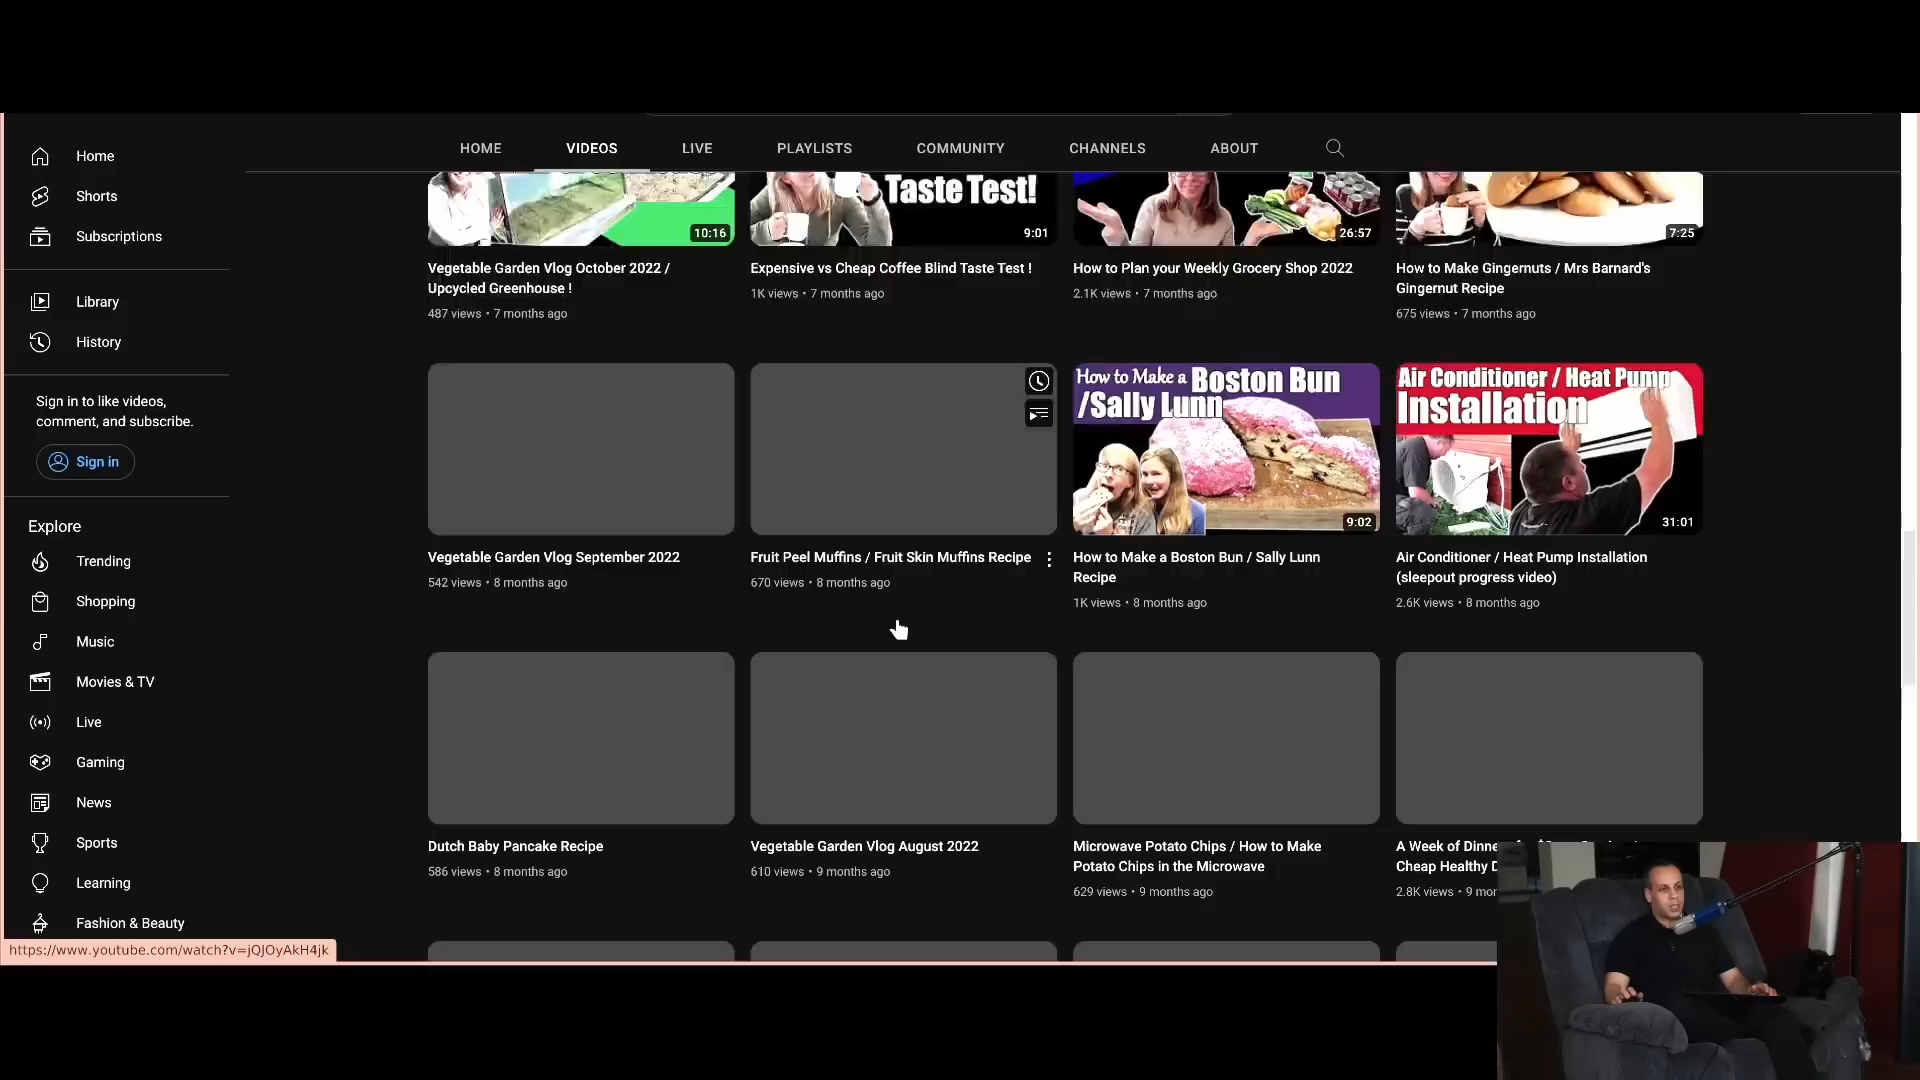 HOME
VIDEOS
LIVE
PLAYLISTS
COMMUNITY
CHANNELS
ABOUT
Home
Shorts
Subscriptions
Library
History
Sign in to like videos,
comment, and subscribe.
Sign in
Explore
Trending
Shopping
Music
Movies & TV
Live
Gaming
News
Sports
Learning
Fashion & Beauty
https://www.youtube.com/watch?v=jQJOyAkH4jk
10:16
Vegetable Garden Vlog October 2022 /
Upcycled Greenhouse !
487 views • 7 months ago
Taste Test!
9:01
Expensive vs Cheap Coffee Blind Taste Test !
1K views • 7 months ago
26:57
How to Plan your Weekly Grocery Shop 2022
2.1K views • 7 months ago
7:25
How to Make Gingernuts / Mrs Barnard's
Gingernut Recipe
675 views • 7 months ago
Vegetable Garden Vlog September 2022
542 views • 8 months ago
Fruit Peel Muffins / Fruit Skin Muffins Recipe
670 views • 8 months ago
How to Make a Boston Bun
/Sally Lunn
9:02
How to Make a Boston Bun / Sally Lunn
Recipe
1K views • 8 months ago
Air Conditioner / Heat Pump
Installation
31:01
Air Conditioner / Heat Pump Installation
(sleepout progress video)
2.6K views • 8 months ago
Dutch Baby Pancake Recipe
586 views • 8 months ago
Vegetable Garden Vlog August 2022
610 views • 9 months ago
Microwave Potato Chips / How to Make
Potato Chips in the Microwave
629 views • 9 months ago
A Week of Dinne
Cheap Healthy D
2.8K views • 9 mon